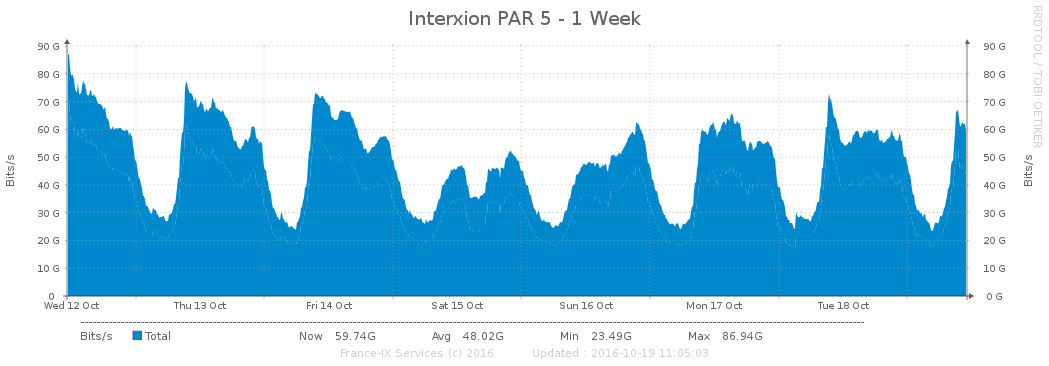 Interxion PAR 5 - 1 Week
RRDTOOL / TOBI OETIKER
90 G 90 G
80 G 80 G
70 G 70 G
60 G 60 G
50 G 50 G
40 G 40 G
30 G 30 G
20 G 20 G
10 G 10 G
0 0 G
Bits/s Bits/s
Wed 12 Oct Thu 13 Oct Fri 14 Oct Sat 15 Oct Sun 16 Oct Mon 17 Oct Tue 18 Oct
Bits/s Total Now 59.74G Avg 48.02G Min 23.49G Max 86.94G
France-IX Services (c) 2016 Updated : 2016-10-19 11:05:03